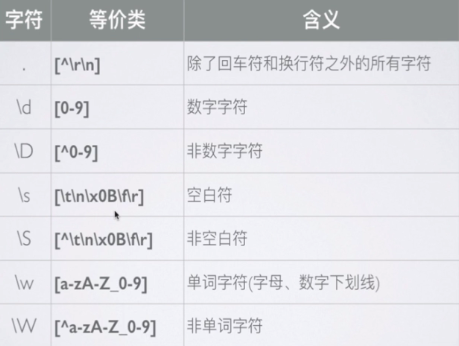 字符 等价类 含义
. [^\r\n] 除了回车符和换行符之外的所有字符
\d [0-9] 数字字符
\D [^0-9] 非数字字符
\s [\t\n\x0B\f\r] 空白符
\S [^\t\n\x0B\f\r] 非空白符
\w [a-zA-Z_0-9] 单词字符(字母、数字下划线)
\W [^a-zA-Z_0-9] 非单词字符